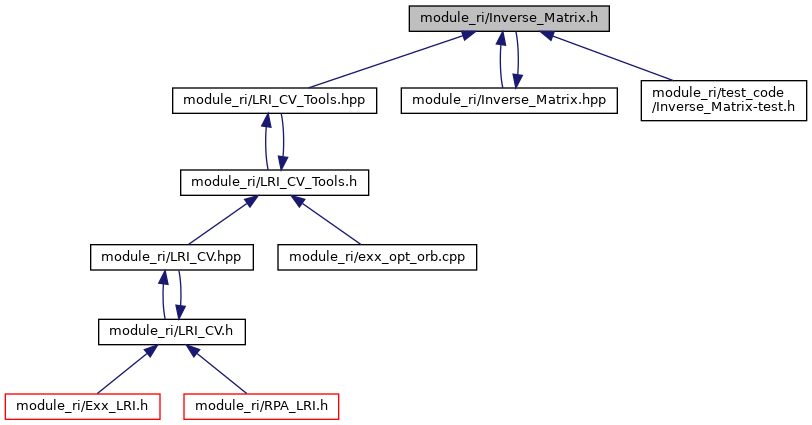 module_ri/Inverse_Matrix.h
module_ri/LRI_CV_Tools.hpp
module_ri/Inverse_Matrix.hpp
module_ri/test_code
/Inverse_Matrix-test.h
module_ri/LRI_CV_Tools.h
module_ri/LRI_CV.hpp
module_ri/exx_opt_orb.cpp
module_ri/LRI_CV.h
module_ri/Exx_LRI.h
module_ri/RPA_LRI.h